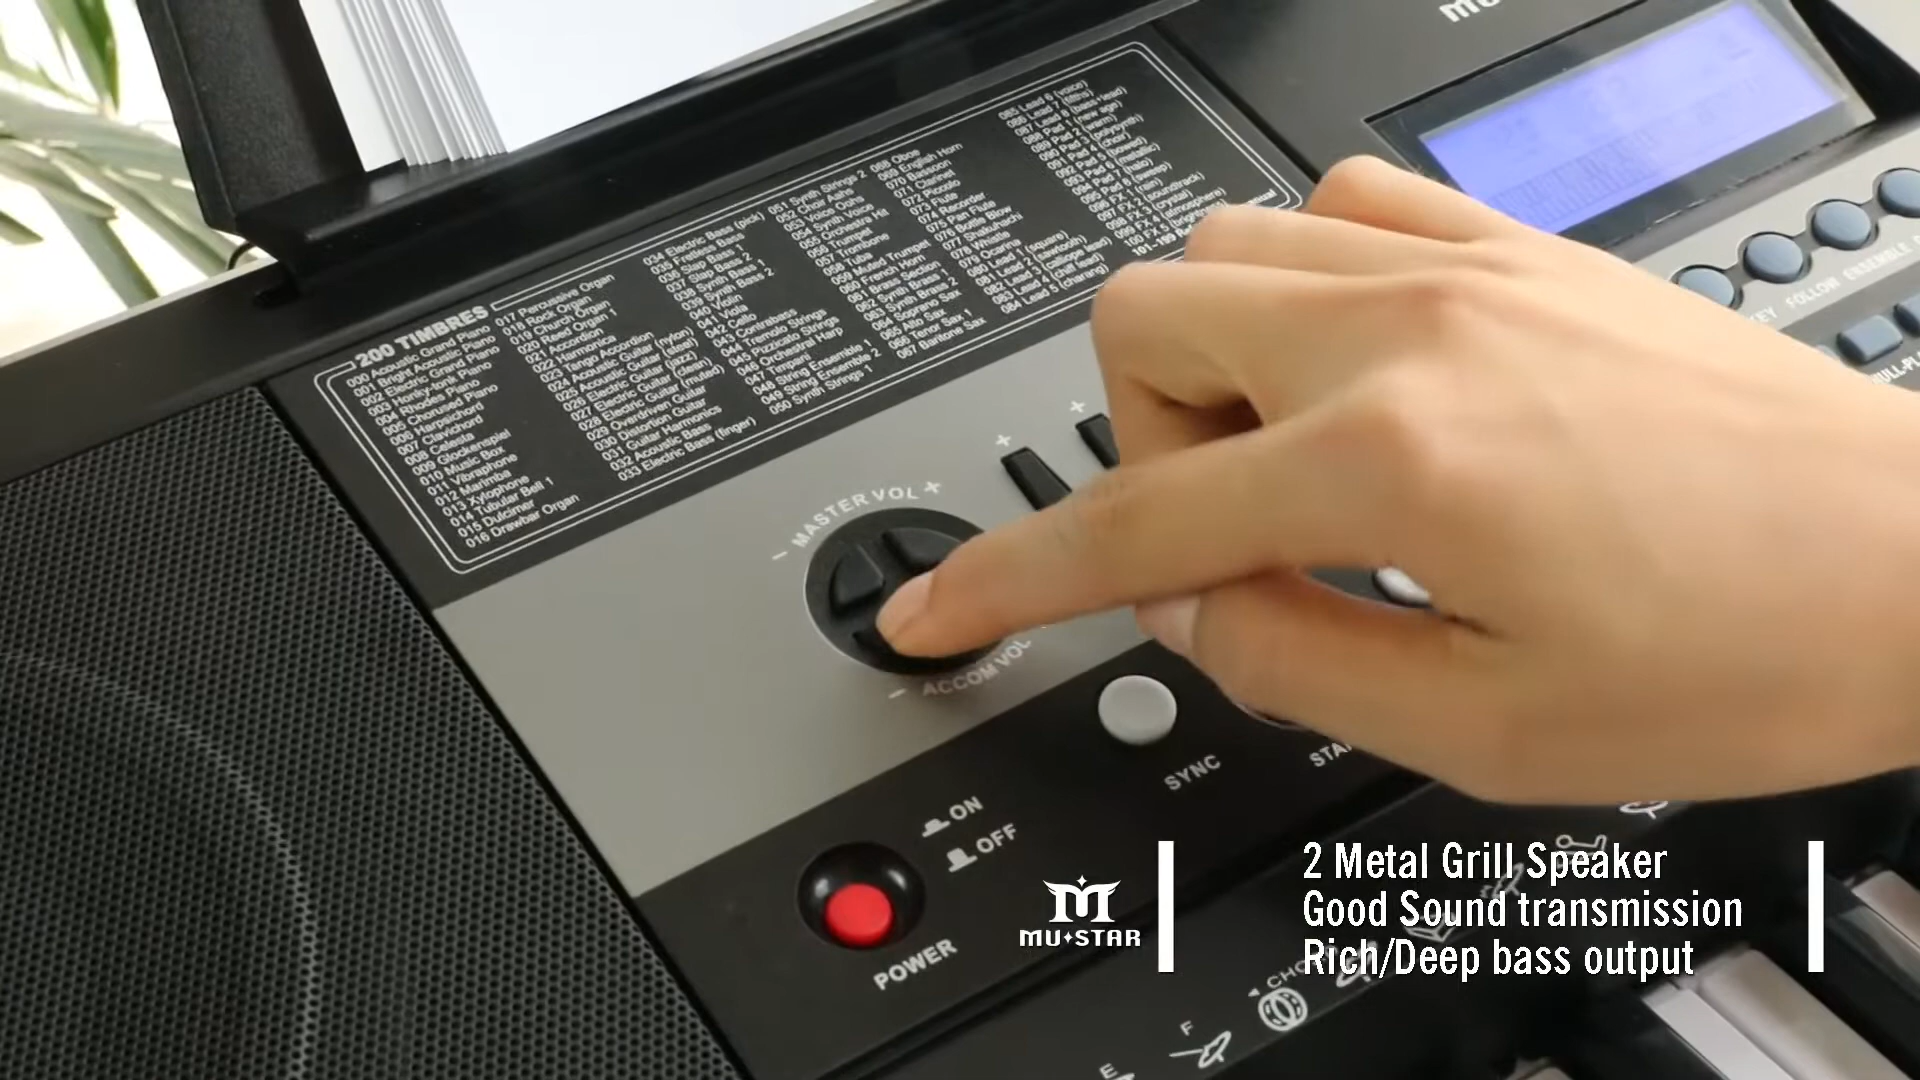 MU
200 TIMBRES
000 Acoustic Grand Piano
001 Bright Acoustic Piano
002 Electric Grand Piano
003 Honky-tonk Piano
004 Rhodes Piano
005 Chorused Piano
006 Harpsichord
007 Clavichord
008 Celesta
009 Glockenspiel
010 Music Box
011 Vibraphone
012 Marimba
013 Xylophone
014 Tubular Bell 1
015 Dulcimer
016 Drawbar Organ
017 Percussive Organ
018 Rock Organ
019 Church Organ
020 Reed Organ 1
021 Accordion
022 Harmonica
023 Tango Accordion
024 Acoustic Guitar (nylon)
025 Acoustic Guitar (steel)
026 Electric Guitar (jazz)
027 Electric Guitar (clean)
028 Electric Guitar (muted)
029 Overdriven Guitar
030 Distortion Guitar
031 Guitar Harmonics
032 Acoustic Bass
033 Electric Bass (finger)
034 Electric Bass (pick)
035 Fretless Bass
036 Slap Bass 1
037 Slap Bass 2
038 Synth Bass 1
039 Synth Bass 2
040 Violin
041 Viola
042 Cello
043 Contrabass
044 Tremolo Strings
045 Pizzicato Strings
046 Orchestral Harp
047 Timpani
048 String Ensemble 1
049 String Ensemble 2
050 Synth Strings 1
051 Synth Strings 2
052 Choir Aahs
053 Voice Oohs
054 Synth Voice
055 Orchestra Hit
056 Trumpet
057 Trombone
058 Tuba
059 Muted Trumpet
060 French Horn
061 Brass Section
062 Synth Brass 1
063 Synth Brass 2
064 Soprano Sax
065 Alto Sax
066 Tenor Sax 1
067 Baritone Sax
068 Oboe
069 English Horn
070 Bassoon
071 Clarinet
072 Piccolo
073 Flute
074 Recorder
075 Pan Flute
076 Bottle Blow
077 Shakuhachi
078 Whistle
079 Ocarina
080 Lead 1 (square)
081 Lead 2 (sawtooth)
082 Lead 3 (calliope lead)
083 Lead 4 (chiff lead)
084 Lead 5 (charang)
085 Lead 6 (voice)
086 Lead 7 (fifths)
087 Lead 8 (bass+lead)
088 Pad 1 (new age)
089 Pad 2 (warm)
090 Pad 3 (polysynth)
091 Pad 4 (choir)
092 Pad 5 (bowed)
093 Pad 6 (metallic)
094 Pad 7 (halo)
095 Pad 8 (sweep)
096 FX 1 (rain)
097 FX 2 (soundtrack)
098 FX 3 (crystal)
099 FX 4 (atmosphere)
100 FX 5 (brightness)
FOLLOW ENSEMBLE
- MASTER VOL +
+ +
- ACCOM VOL
SYNC
ON
OFF
POWER
MU STAR
2 Metal Grill Speaker
Good Sound transmission
Rich/Deep bass output
F
E